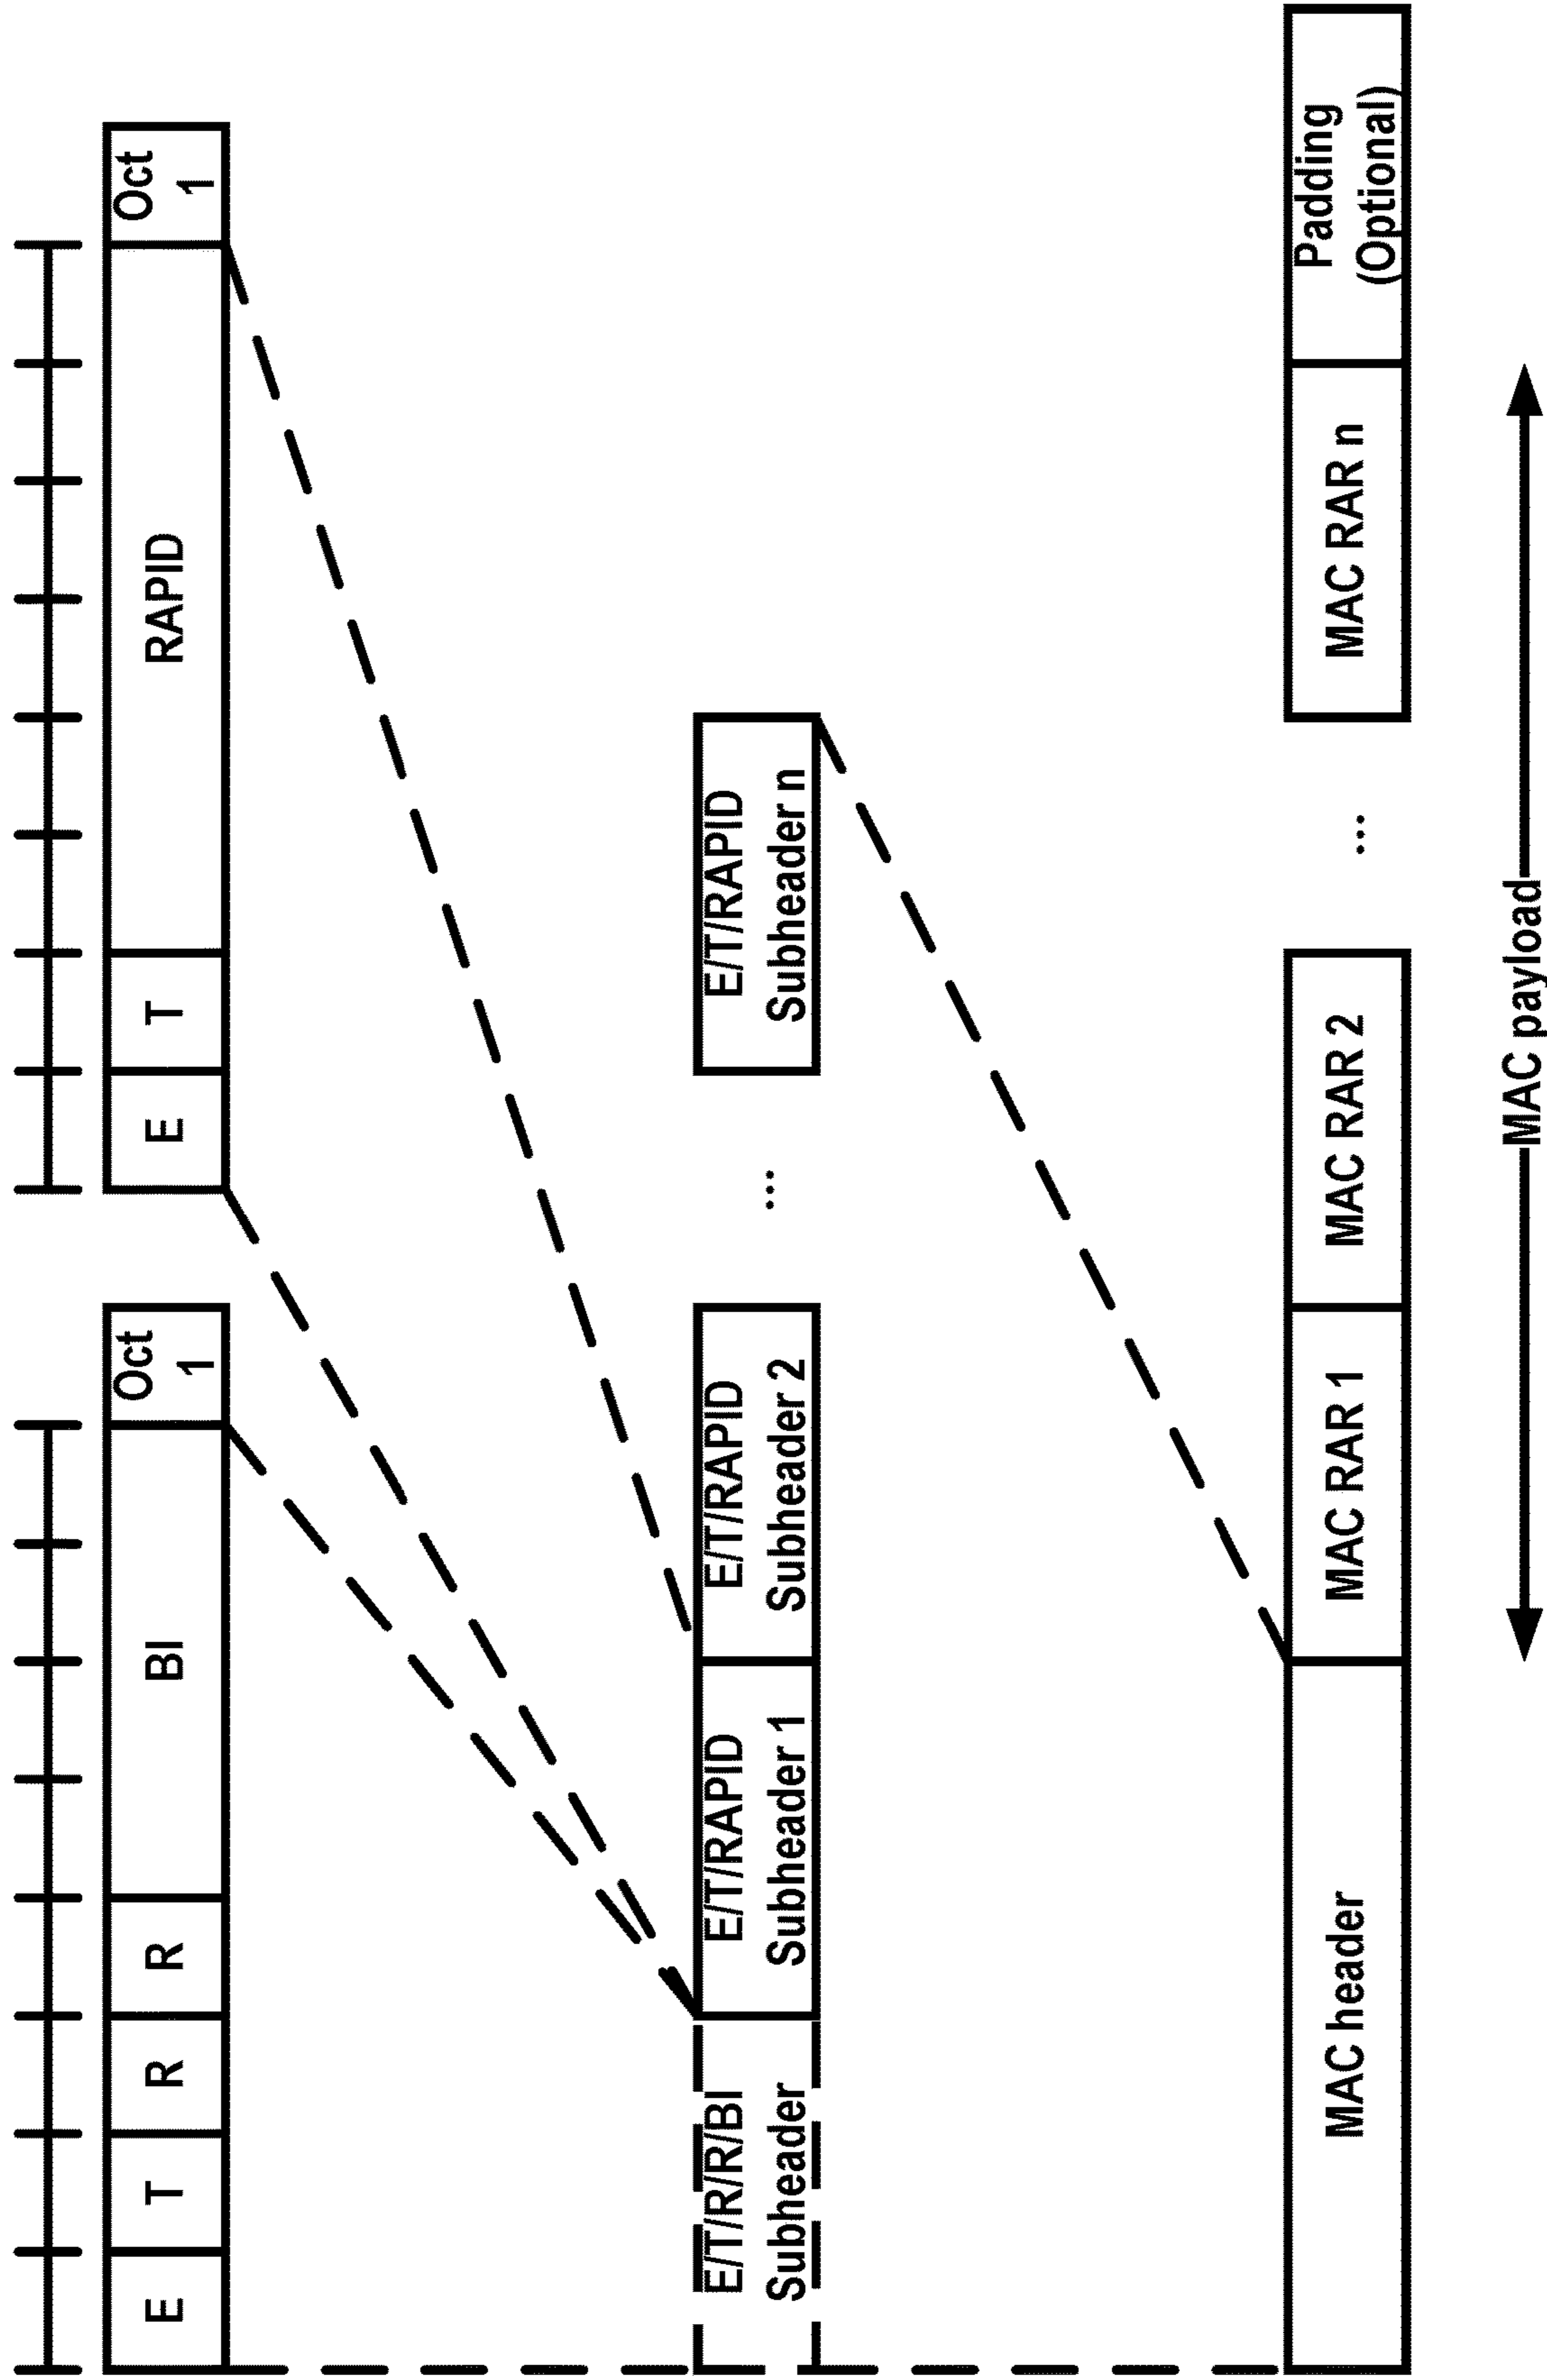 E
T
R
R
BI
Oct
1
E
T
RAPID
Oct
1
E/T/R/R/BI
Subheader
E/T/RAPID
Subheader 1
E/T/RAPID
Subheader 2
...
E/T/RAPID
Subheader n
MAC header
MAC RAR 1
MAC RAR 2
...
MAC RAR n
Padding
(Optional)
MAC payload